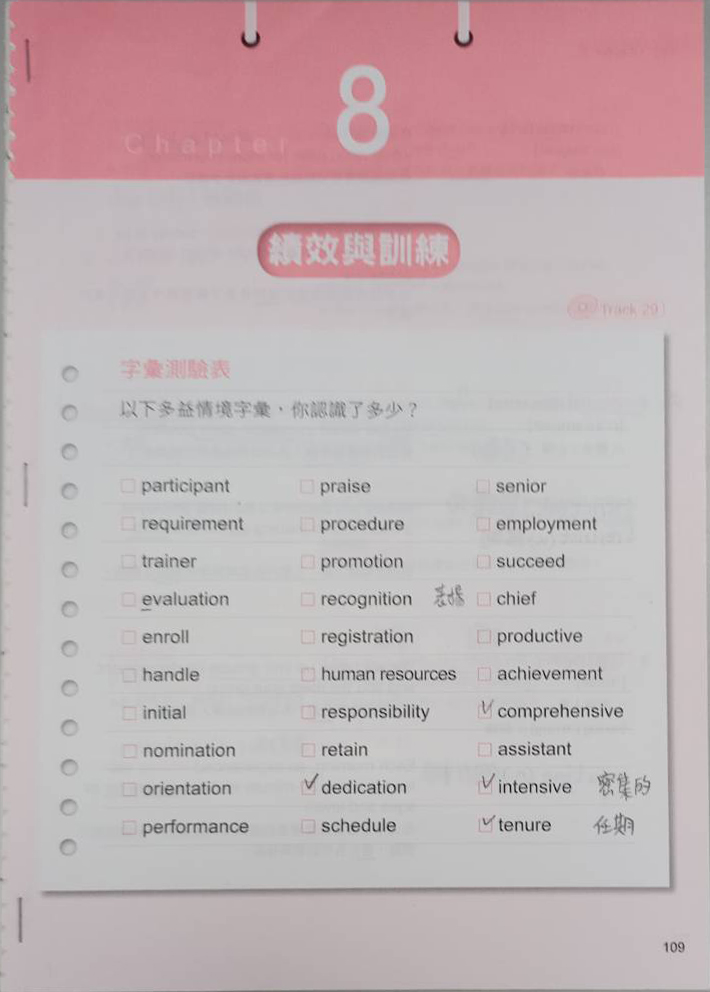 Chapter 8
績效與訓練
Track 29
字彙測驗表
以下多益情境字彙，你認識了多少？
participant praise senior
requirement procedure employment
trainer promotion succeed
evaluation recognition 表揚 chief
enroll registration productive
handle human resources achievement
initial responsibility comprehensive
nomination retain assistant
orientation dedication intensive 密集的
performance schedule tenure 任期
109